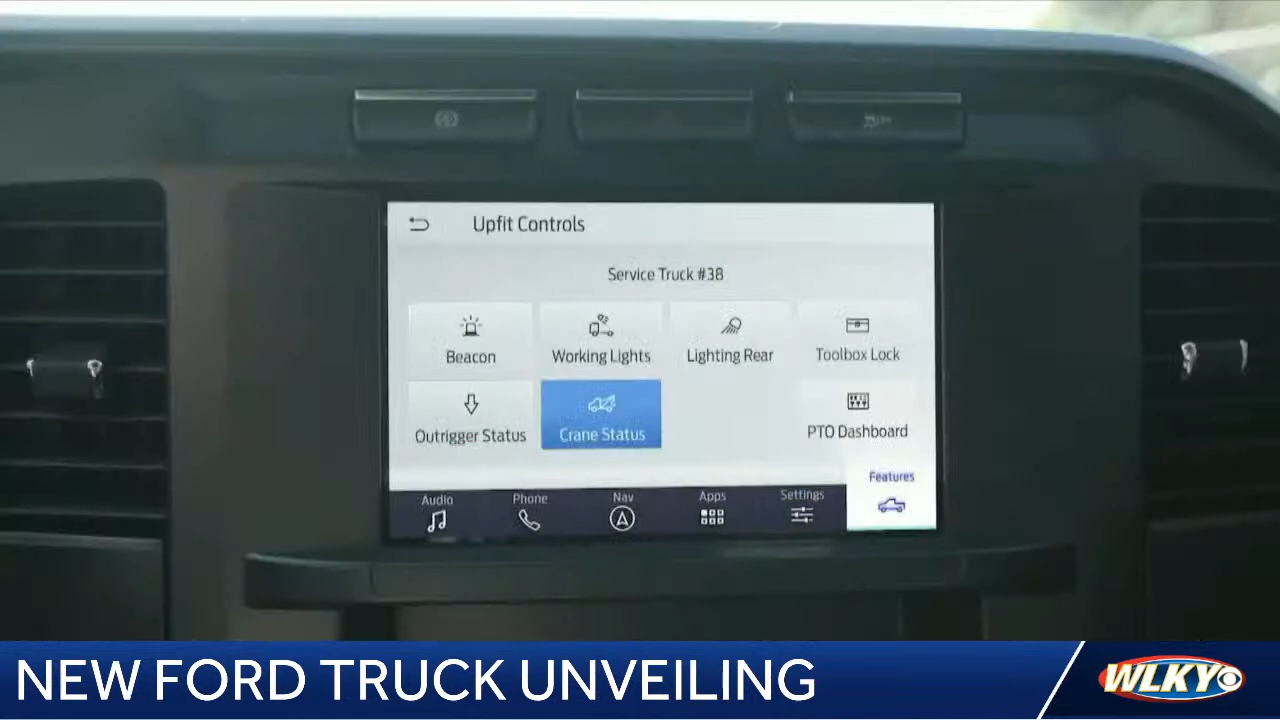 Upfit Controls
Service Truck #38
Beacon
Working Lights
Lighting Rear
Toolbox Lock
Outrigger Status
Crane Status
PTO Dashboard
Audio
Phone
Nav
Apps
Settings
Features
NEW FORD TRUCK UNVEILING
WLKY